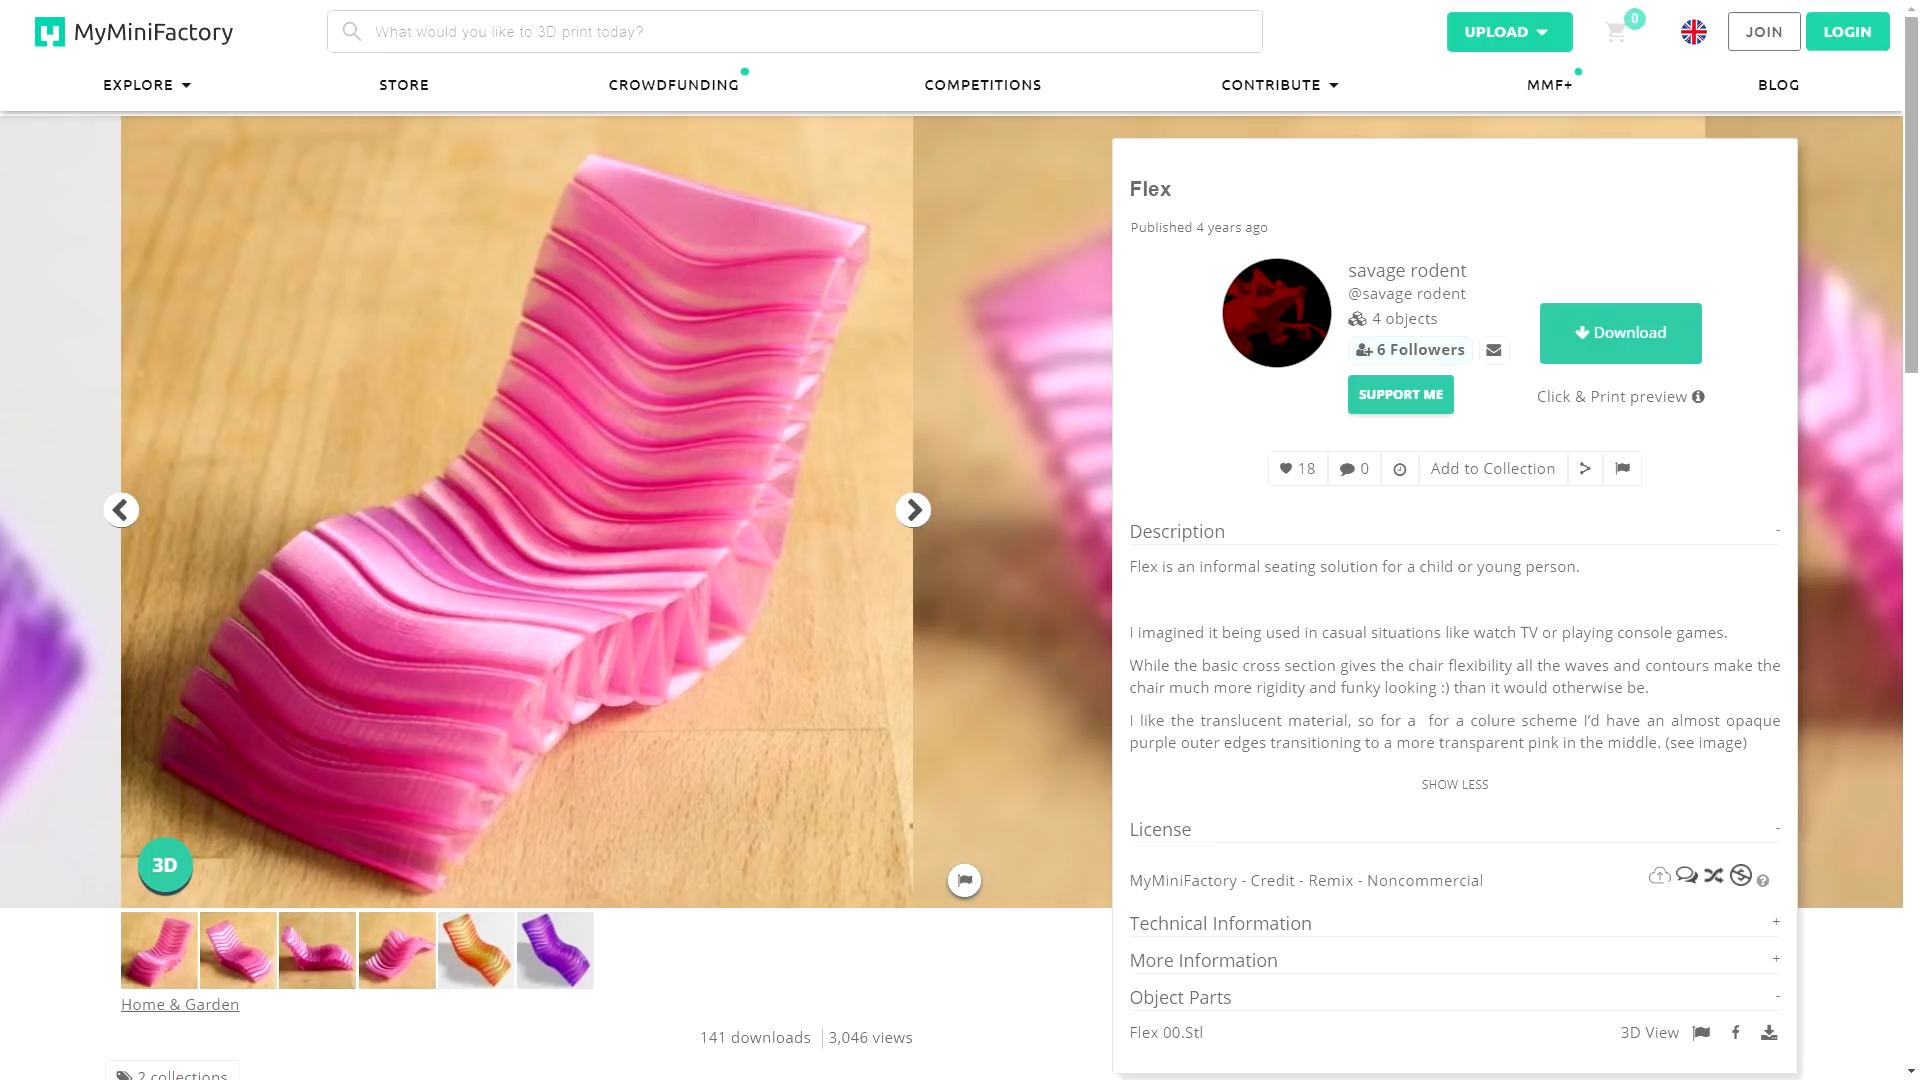 MyMiniFactory
What would you like to 3D print today?
UPLOAD
0
JOIN
LOGIN
EXPLORE
STORE
CROWDFUNDING
COMPETITIONS
CONTRIBUTE
MMF+
BLOG
Flex
Published 4 years ago
savage rodent
@savage rodent
4 objects
6 Followers
SUPPORT ME
Download
Click & Print preview
18
0
Add to Collection
Description
-
Flex is an informal seating solution for a child or young person.
I imagined it being used in casual situations like watch TV or playing console games.
While the basic cross section gives the chair flexibility all the waves and contours make the
chair much more rigidity and funky looking :) than it would otherwise be.
I like the translucent material, so for a  for a colure scheme I’d have an almost opaque
purple outer edges transitioning to a more transparent pink in the middle. (see image)
SHOW LESS
License
-
MyMiniFactory - Credit - Remix - Noncommercial
Technical Information
+
More Information
+
Object Parts
-
Flex 00.Stl
3D View
3D
Home & Garden
141 downloads
3,046 views
2 collections